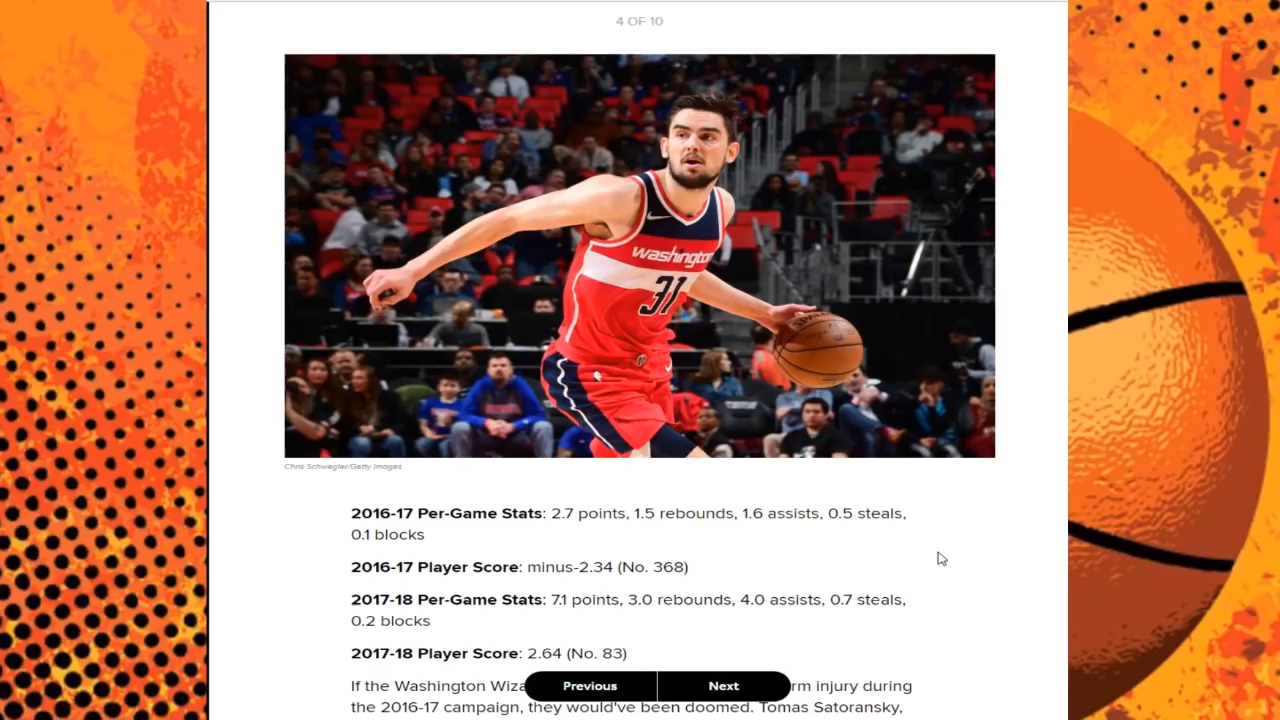 4 OF 10
washington
31
Chris Schwegler/Getty Images
2016-17 Per-Game Stats: 2.7 points, 1.5 rebounds, 1.6 assists, 0.5 steals,
0.1 blocks
2016-17 Player Score: minus-2.34 (No. 368)
2017-18 Per-Game Stats: 7.1 points, 3.0 rebounds, 4.0 assists, 0.7 steals,
0.2 blocks
2017-18 Player Score: 2.64 (No. 83)
If the Washington rm injury during
Previous Next
the 2016-17 campaign, they would've been doomed. Tomas Satoransky,